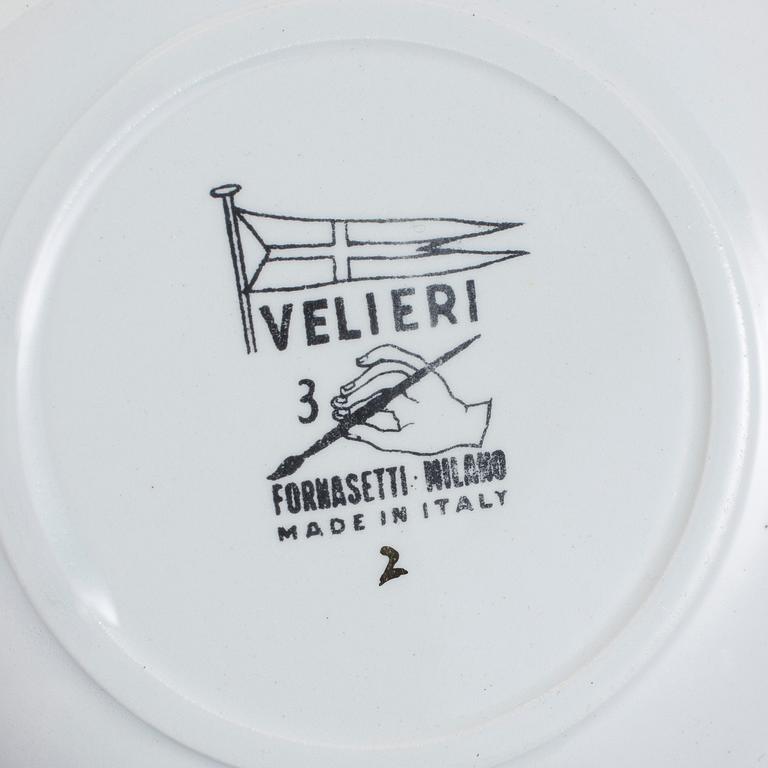 VELIERI
3
FORNASETTI · MILANO
MADE IN ITALY
2